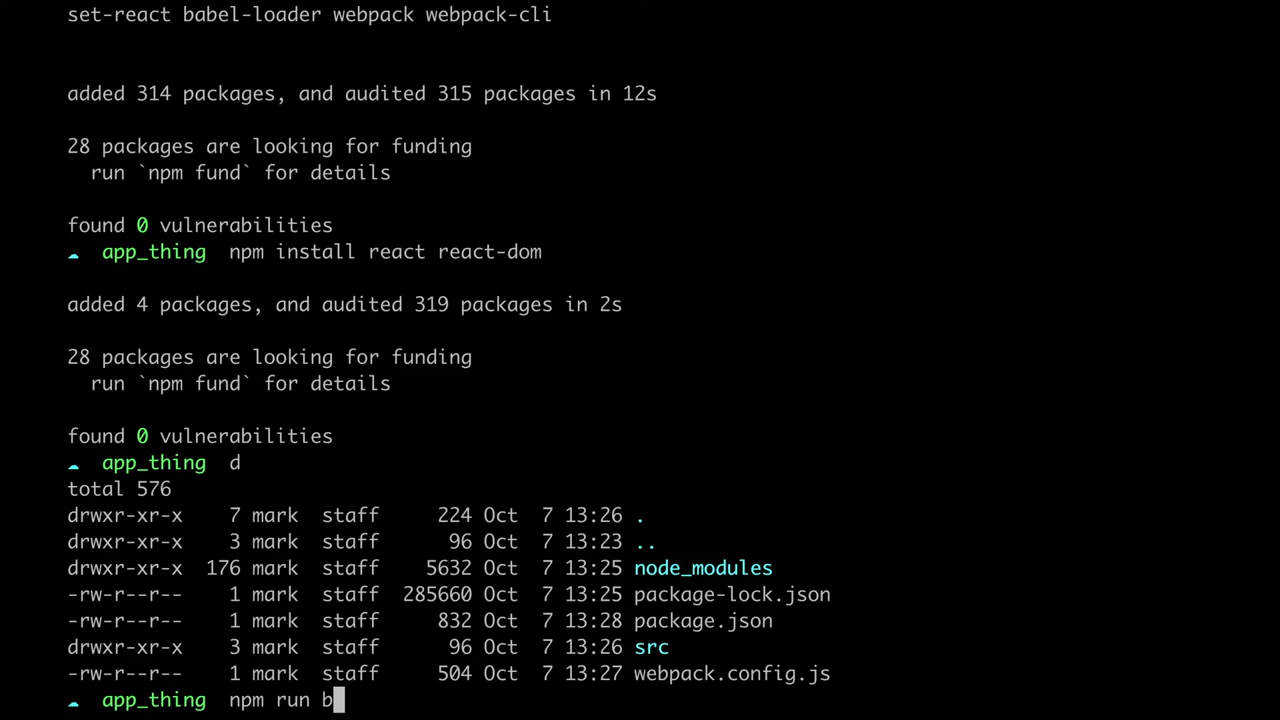 set-react babel-loader webpack webpack-cli
added 314 packages, and audited 315 packages in 12s
28 packages are looking for funding
  run `npm fund` for details
found 0 vulnerabilities
☁  app_thing  npm install react react-dom
added 4 packages, and audited 319 packages in 2s
28 packages are looking for funding
  run `npm fund` for details
found 0 vulnerabilities
☁  app_thing  d
total 576
drwxr-xr-x    7 mark  staff     224 Oct  7 13:26 .
drwxr-xr-x    3 mark  staff      96 Oct  7 13:23 ..
drwxr-xr-x  176 mark  staff    5632 Oct  7 13:25 node_modules
-rw-r--r--    1 mark  staff  285660 Oct  7 13:25 package-lock.json
-rw-r--r--    1 mark  staff     832 Oct  7 13:28 package.json
drwxr-xr-x    3 mark  staff      96 Oct  7 13:26 src
-rw-r--r--    1 mark  staff     504 Oct  7 13:27 webpack.config.js
☁  app_thing  npm run b